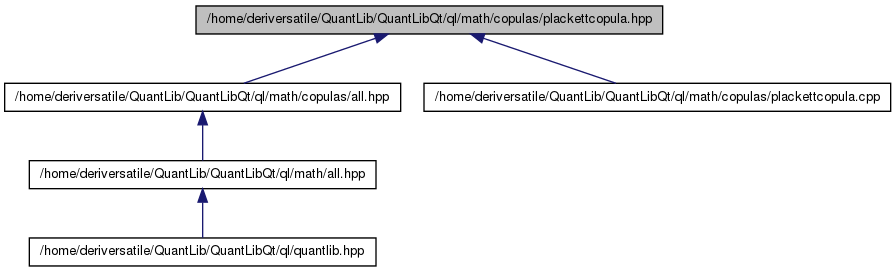 /home/deriversatile/QuantLib/QuantLibQt/ql/math/copulas/plackettcopula.hpp
/home/deriversatile/QuantLib/QuantLibQt/ql/math/copulas/all.hpp
/home/deriversatile/QuantLib/QuantLibQt/ql/math/copulas/plackettcopula.cpp
/home/deriversatile/QuantLib/QuantLibQt/ql/math/all.hpp
/home/deriversatile/QuantLib/QuantLibQt/ql/quantlib.hpp